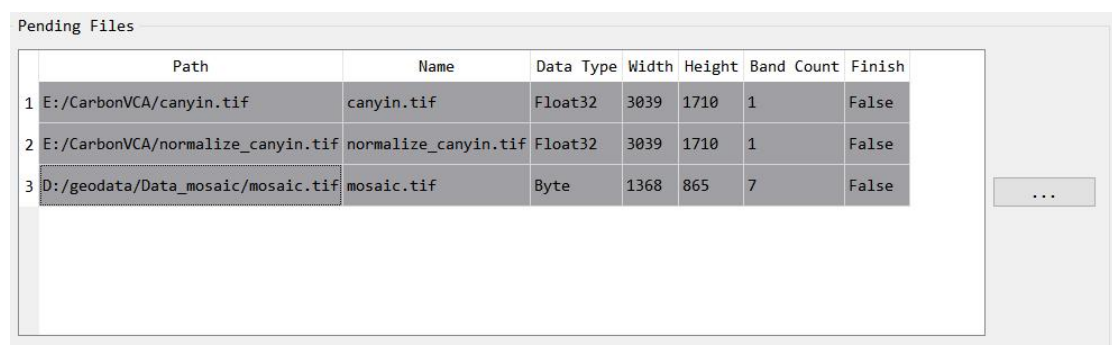 Pending Files
Path Name Data Type Width Height Band Count Finish
1 E:/CarbonVCA/canyin.tif canyin.tif Float32 3039 1710 1 False
2 E:/CarbonVCA/normalize_canyin.tif normalize_canyin.tif Float32 3039 1710 1 False
3 D:/geodata/Data_mosaic/mosaic.tif mosaic.tif Byte 1368 865 7 False
...